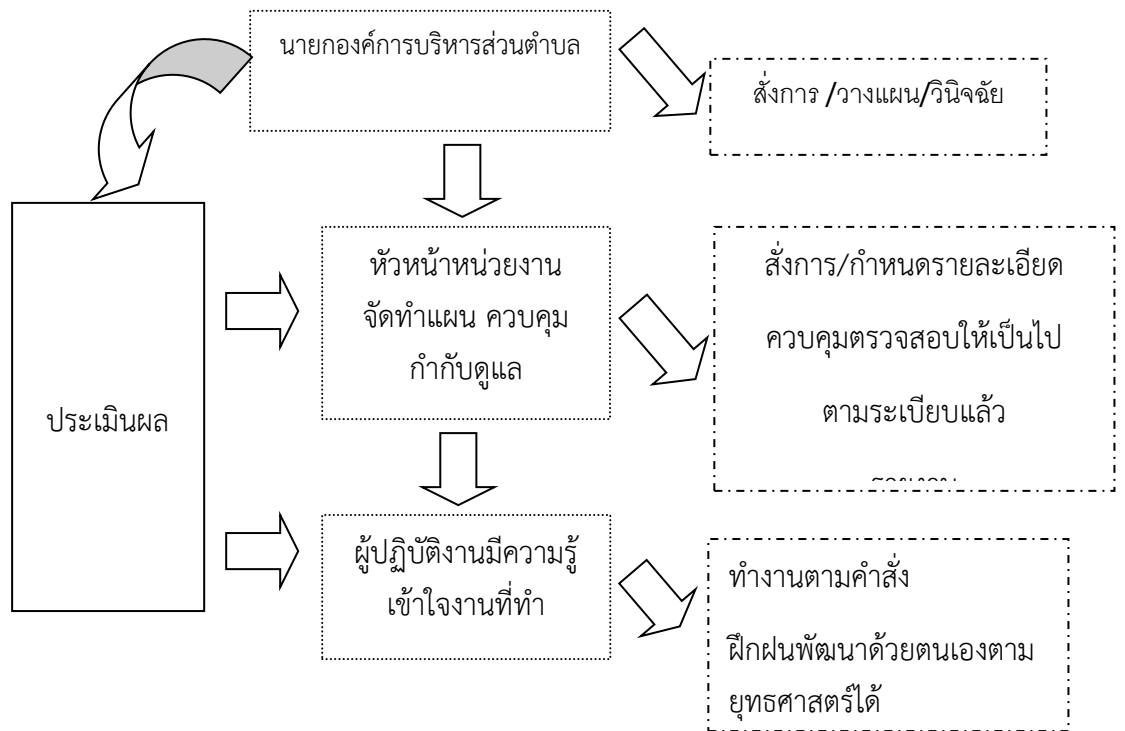 นายกองค์การบริหารส่วนตำบล
สั่งการ /วางแผน/วินิจฉัย
หัวหน้าหน่วยงาน
จัดทำแผน ควบคุม
กำกับดูแล
สั่งการ/กำหนดรายละเอียด
ควบคุมตรวจสอบให้เป็นไป
ตามระเบียบแล้ว
ประเมินผล
ผู้ปฏิบัติงานมีความรู้
เข้าใจงานที่ทำ
ทำงานตามคำสั่ง
ฝึกฝนพัฒนาด้วยตนเองตาม
ยุทธศาสตร์ได้